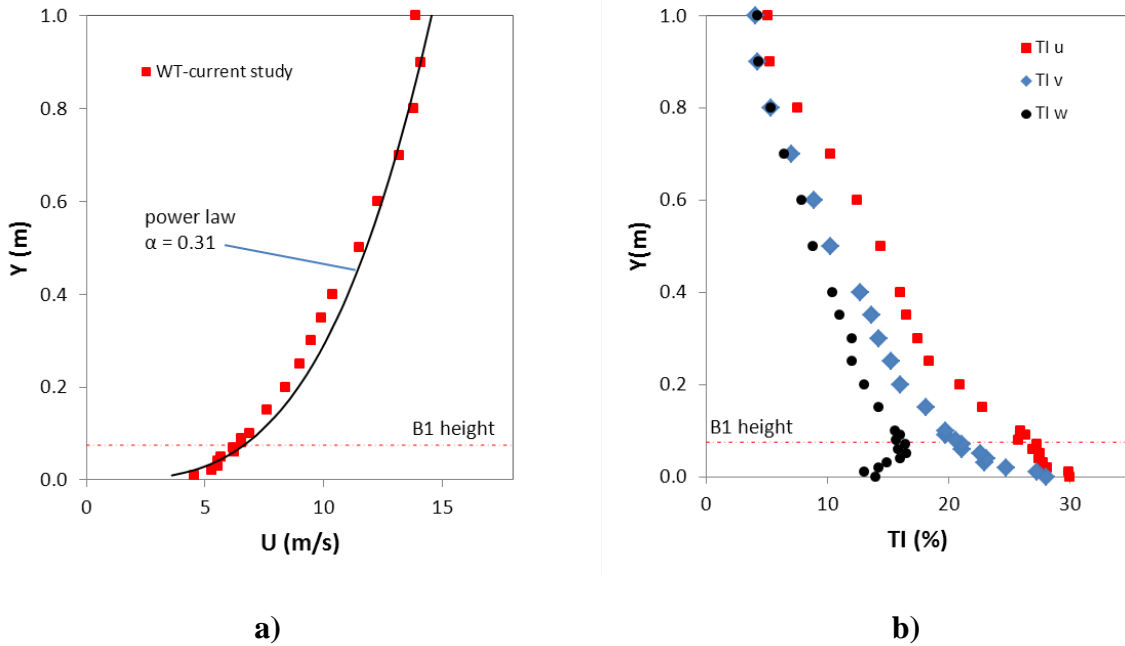 1.0
0.8
0.6
0.4
0.2
0.0
Y (m)
WT-current study
power law
α = 0.31
B1 height
0
5
10
15
U (m/s)
a)
1.0
0.8
0.6
0.4
0.2
0.0
Y(m)
TI u
TI v
TI w
B1 height
0
10
20
30
TI (%)
b)